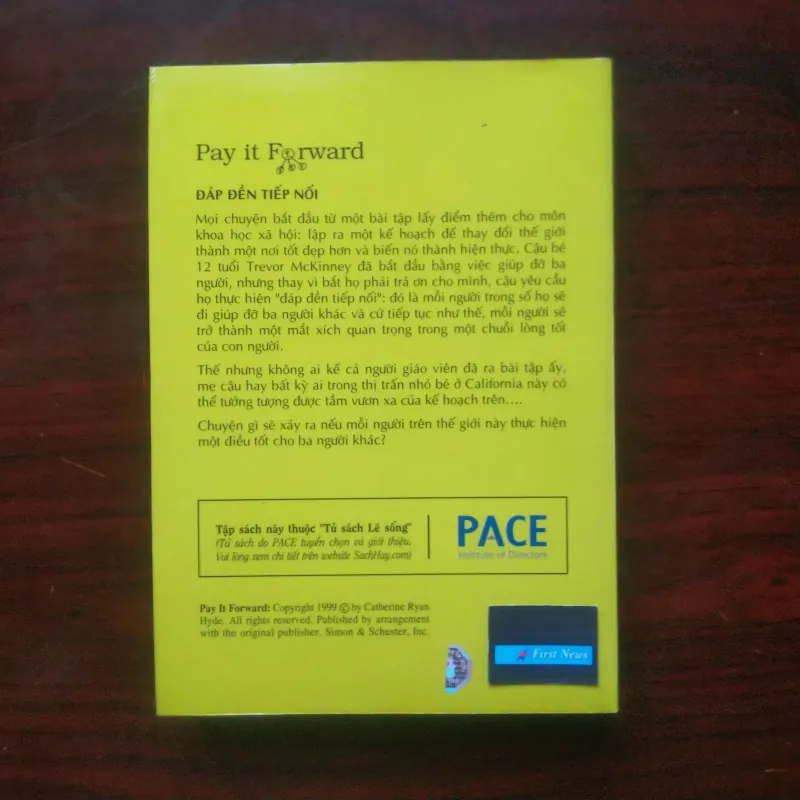 Pay it Forward
ĐÁP ĐỀN TIẾP NỐI
Mọi chuyện bắt đầu từ một bài tập lấy điểm thêm cho môn
khoa học xã hội: lập ra một kế hoạch để thay đổi thế giới
thành một nơi tốt đẹp hơn và biến nó thành hiện thực. Cậu bé
12 tuổi Trevor McKinney đã bắt đầu bằng việc giúp đỡ ba
người, nhưng thay vì bắt họ phải trả ơn cho mình, cậu yêu cầu
họ thực hiện "đáp đền tiếp nối": đó là mỗi người trong số họ sẽ
đi giúp đỡ ba người khác và cứ tiếp tục như thế, mỗi người sẽ
trở thành một mắt xích quan trọng trong một chuỗi lòng tốt
của con người.
Thế nhưng không ai kể cả người giáo viên đã ra bài tập ấy,
mẹ cậu hay bất kỳ ai trong thị trấn nhỏ bé ở California này có
thể tưởng tượng được tầm vươn xa của kế hoạch trên....
Chuyện gì sẽ xảy ra nếu mỗi người trên thế giới này thực hiện
một điều tốt cho ba người khác?
Tập sách này thuộc "Tủ sách Lẽ sống"
(Tủ sách do PACE tuyển chọn và giới thiệu,
Vui lòng xem chi tiết trên website SachHay.com)
PACE
Institute of Directors
Pay It Forward: Copyright 1999 © by Catherine Ryan
Hyde. All rights reserved. Published by arrangement
with the original publisher, Simon & Schuster, Inc.
First News